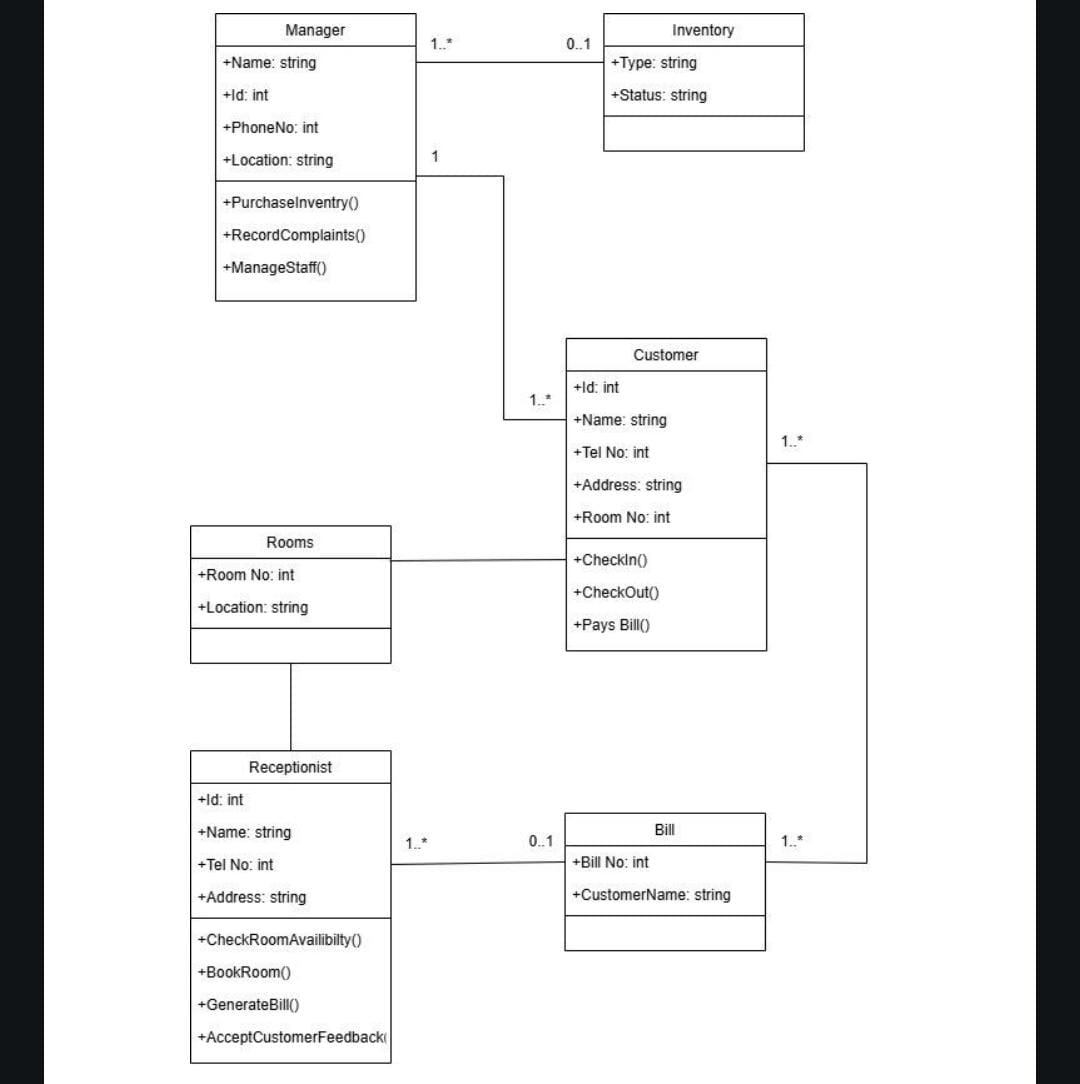 Manager
+Name: string
+Id: int
+PhoneNo: int
+Location: string
+PurchaseInventry()
+RecordComplaints()
+ManageStaff()
1..*
0..1
Inventory
+Type: string
+Status: string
1
1..*
Customer
+Id: int
+Name: string
+Tel No: int
+Address: string
+Room No: int
+CheckIn()
+CheckOut()
+Pays Bill()
1..*
Rooms
+Room No: int
+Location: string
Receptionist
+Id: int
+Name: string
+Tel No: int
+Address: string
+CheckRoomAvailibilty()
+BookRoom()
+GenerateBill()
+AcceptCustomerFeedback(
1..*
0..1
Bill
+Bill No: int
+CustomerName: string
1..*